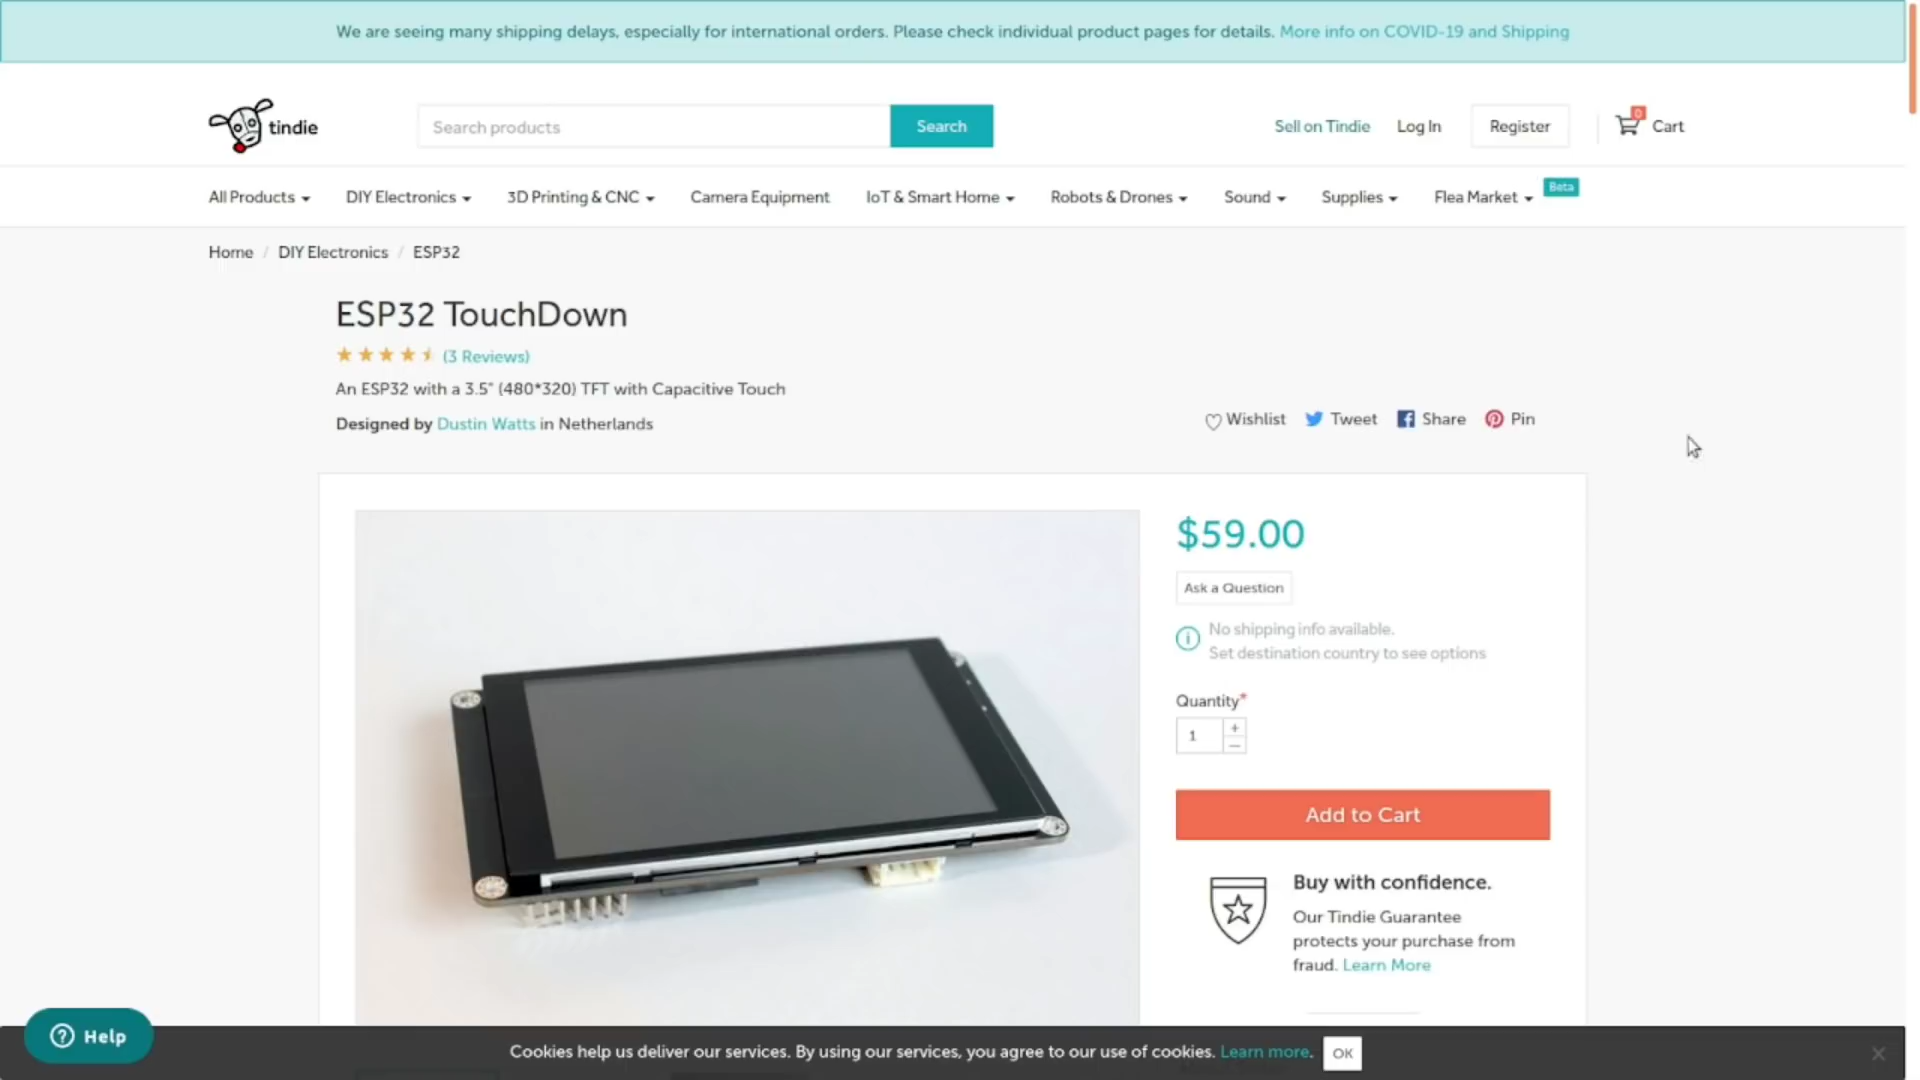 We are seeing many shipping delays, especially for international orders. Please check individual product pages for details. More info on COVID-19 and Shipping
tindie
Search products
Search
Sell on Tindie
Log In
Register
0
Cart
All Products
DIY Electronics
3D Printing & CNC
Camera Equipment
IoT & Smart Home
Robots & Drones
Sound
Supplies
Flea Market
Beta
Home / DIY Electronics / ESP32
ESP32 TouchDown
(3 Reviews)
An ESP32 with a 3.5" (480*320) TFT with Capacitive Touch
Designed by Dustin Watts in Netherlands
Wishlist
Tweet
Share
Pin
$59.00
Ask a Question
No shipping info available.
Set destination country to see options
Quantity*
1
+
−
Add to Cart
Buy with confidence.
Our Tindie Guarantee
protects your purchase from
fraud. Learn More
Help
Cookies help us deliver our services. By using our services, you agree to our use of cookies. Learn more.
OK